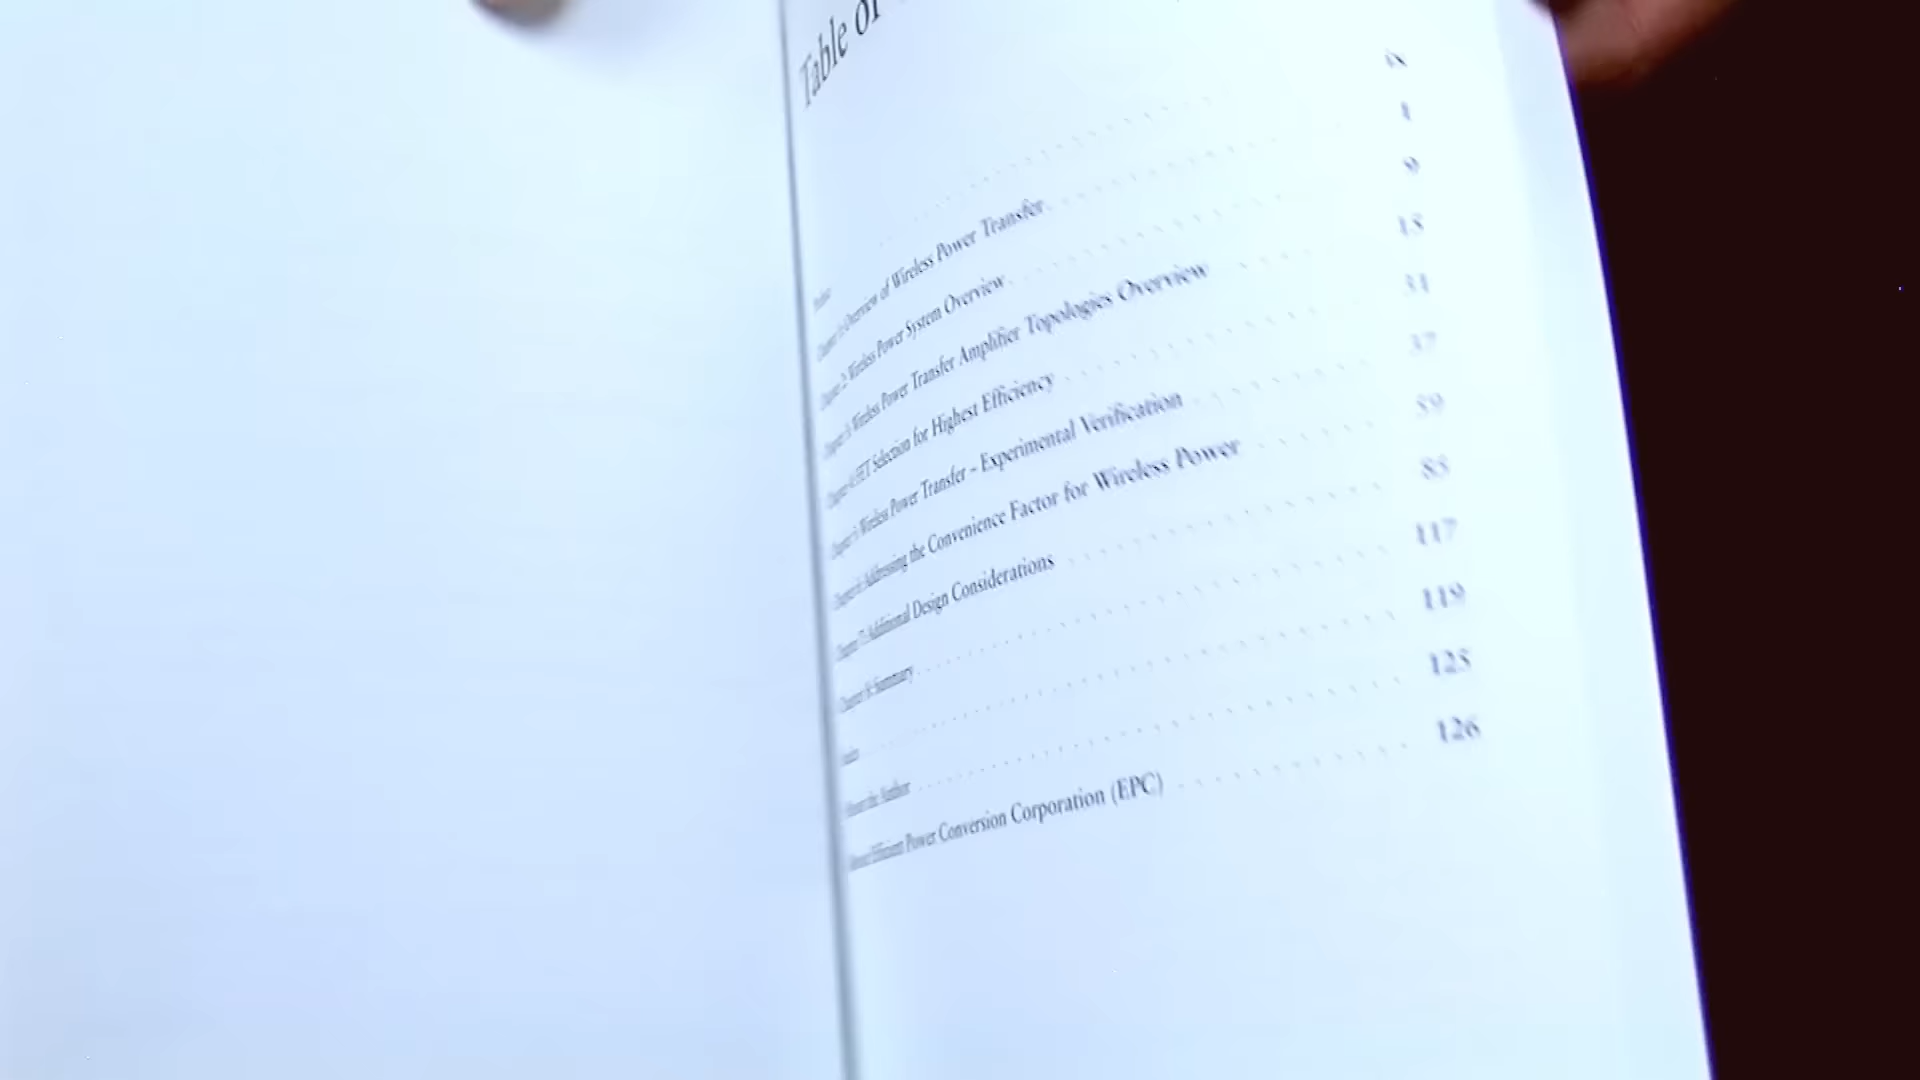 Table of
Preface ix
Chapter 1: Overview of Wireless Power Transfer 1
Chapter 2: Wireless Power System Overview 9
Chapter 3: Wireless Power Transfer Amplifier Topologies Overview 15
Chapter 4: FET Selection for Highest Efficiency 31
Chapter 5: Wireless Power Transfer – Experimental Verification 37
Chapter 6: Addressing the Convenience Factor for Wireless Power 59
Chapter 7: Additional Design Considerations 85
Chapter 8: Summary 117
Index 119
About the Author 125
About Efficient Power Conversion Corporation (EPC) 126